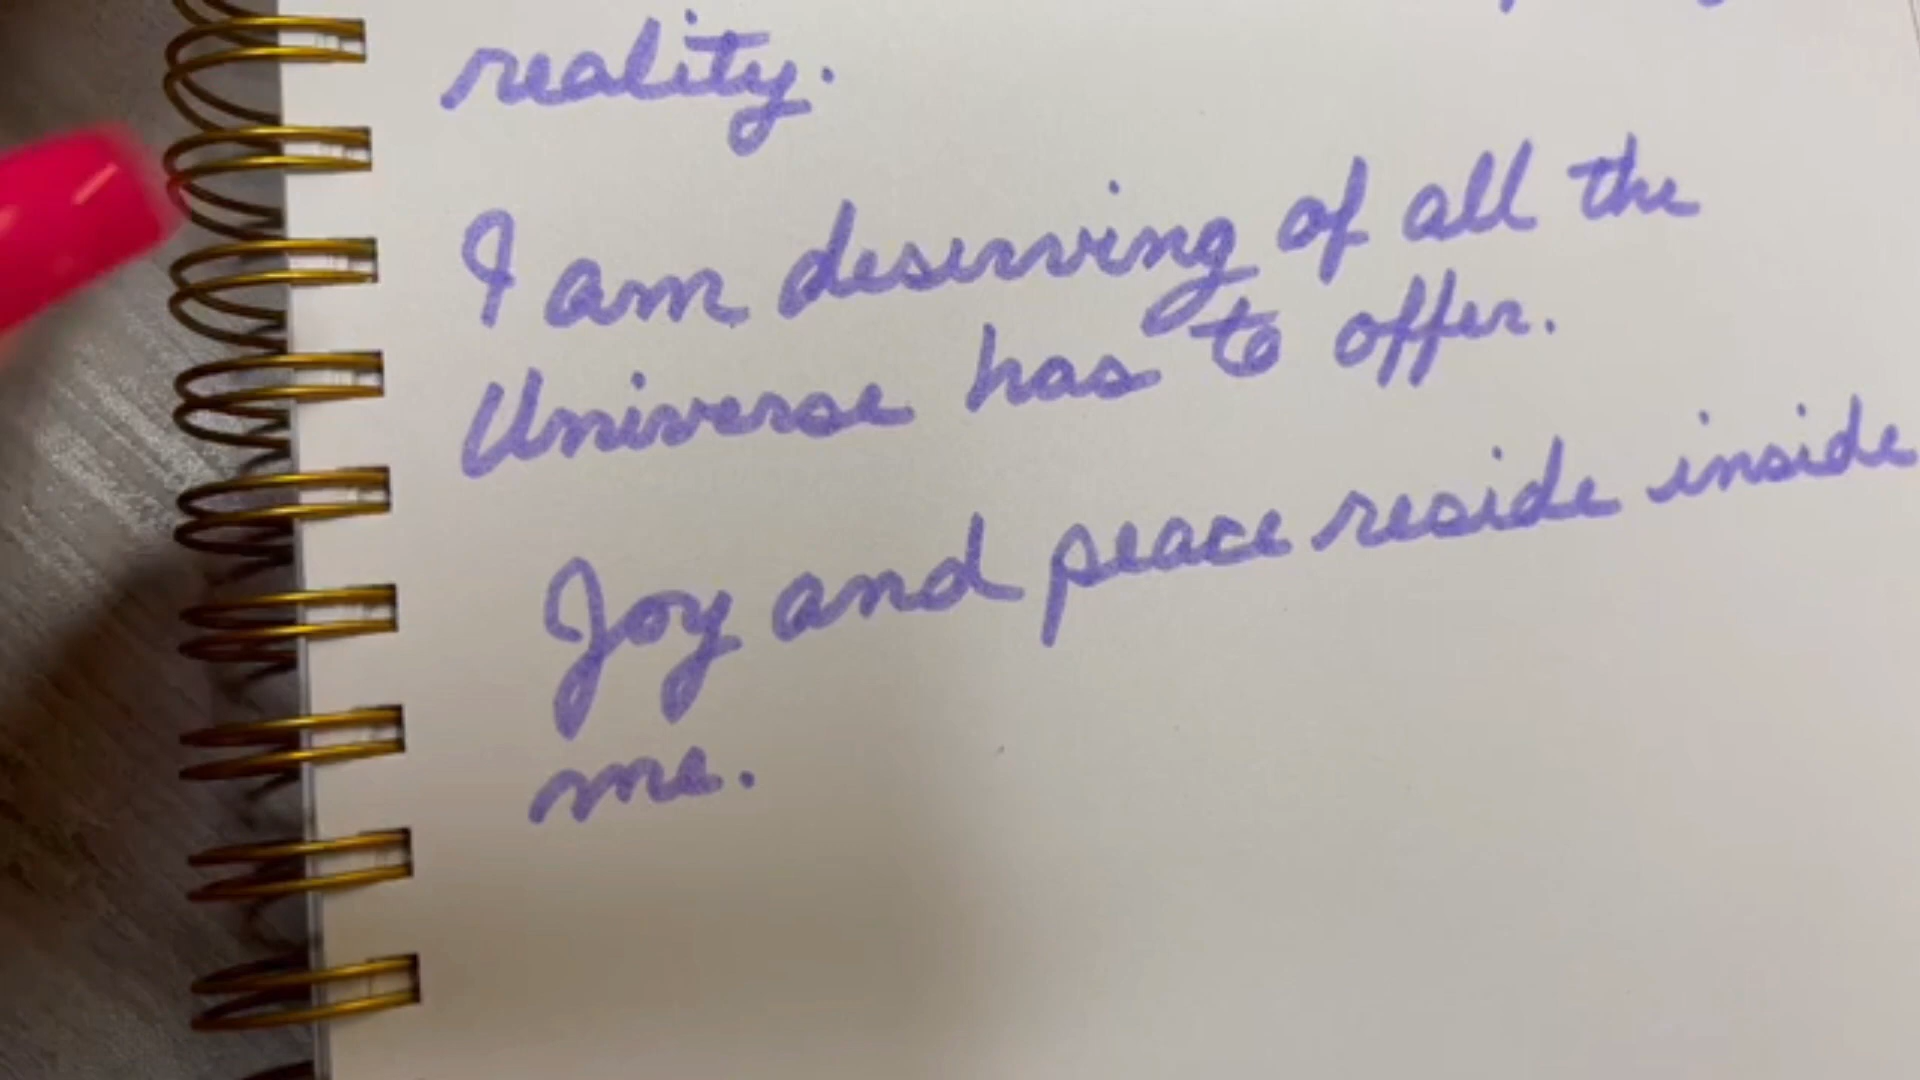 reality.
I am deserving of all the
Universe has to offer.
Joy and peace reside inside
me.